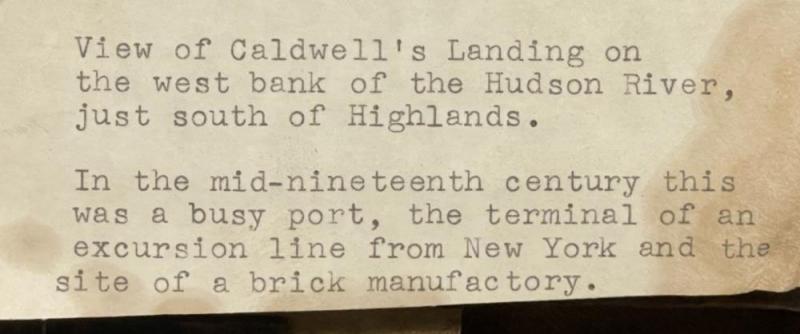 View of Caldwell's Landing on
the west bank of the Hudson River,
just south of Highlands.
In the mid-nineteenth century this
was a busy port, the terminal of an
excursion line from New York and the
site of a brick manufactory.